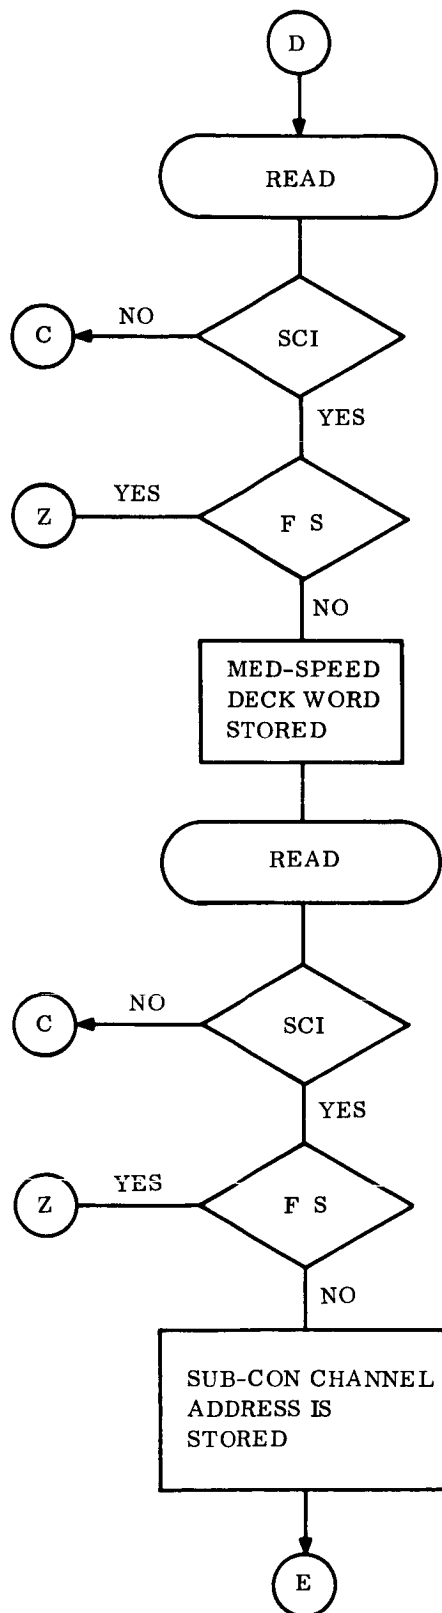 D
READ
NO
C
SCI
YES
YES
Z
F S
NO
MED-SPEED
DECK WORD
STORED
READ
NO
C
SCI
YES
YES
Z
F S
NO
SUB-CON CHANNEL
ADDRESS IS
STORED
E